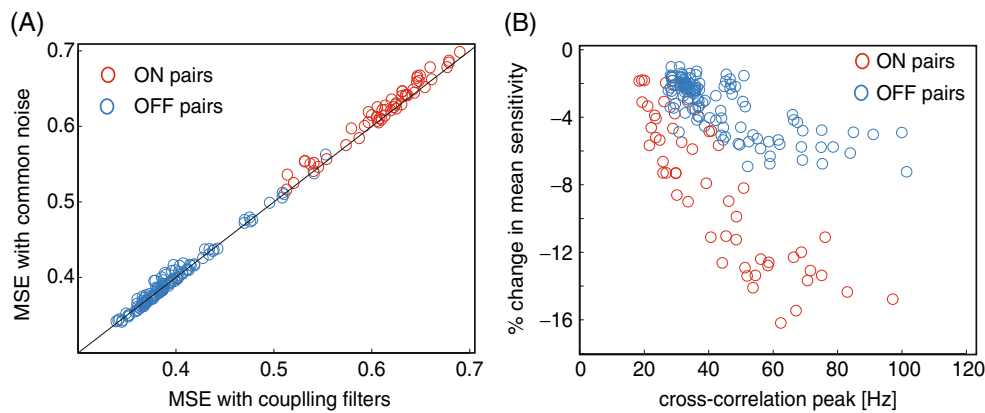 (A)
MSE with common noise
0.7
0.6
0.5
0.4
ON pairs
OFF pairs
0.4
0.5
0.6
0.7
MSE with couplling filters
(B)
% change in mean sensitivity
0
−4
−8
−12
−16
ON pairs
OFF pairs
0
20
40
60
80
100
120
cross-correlation peak [Hz]